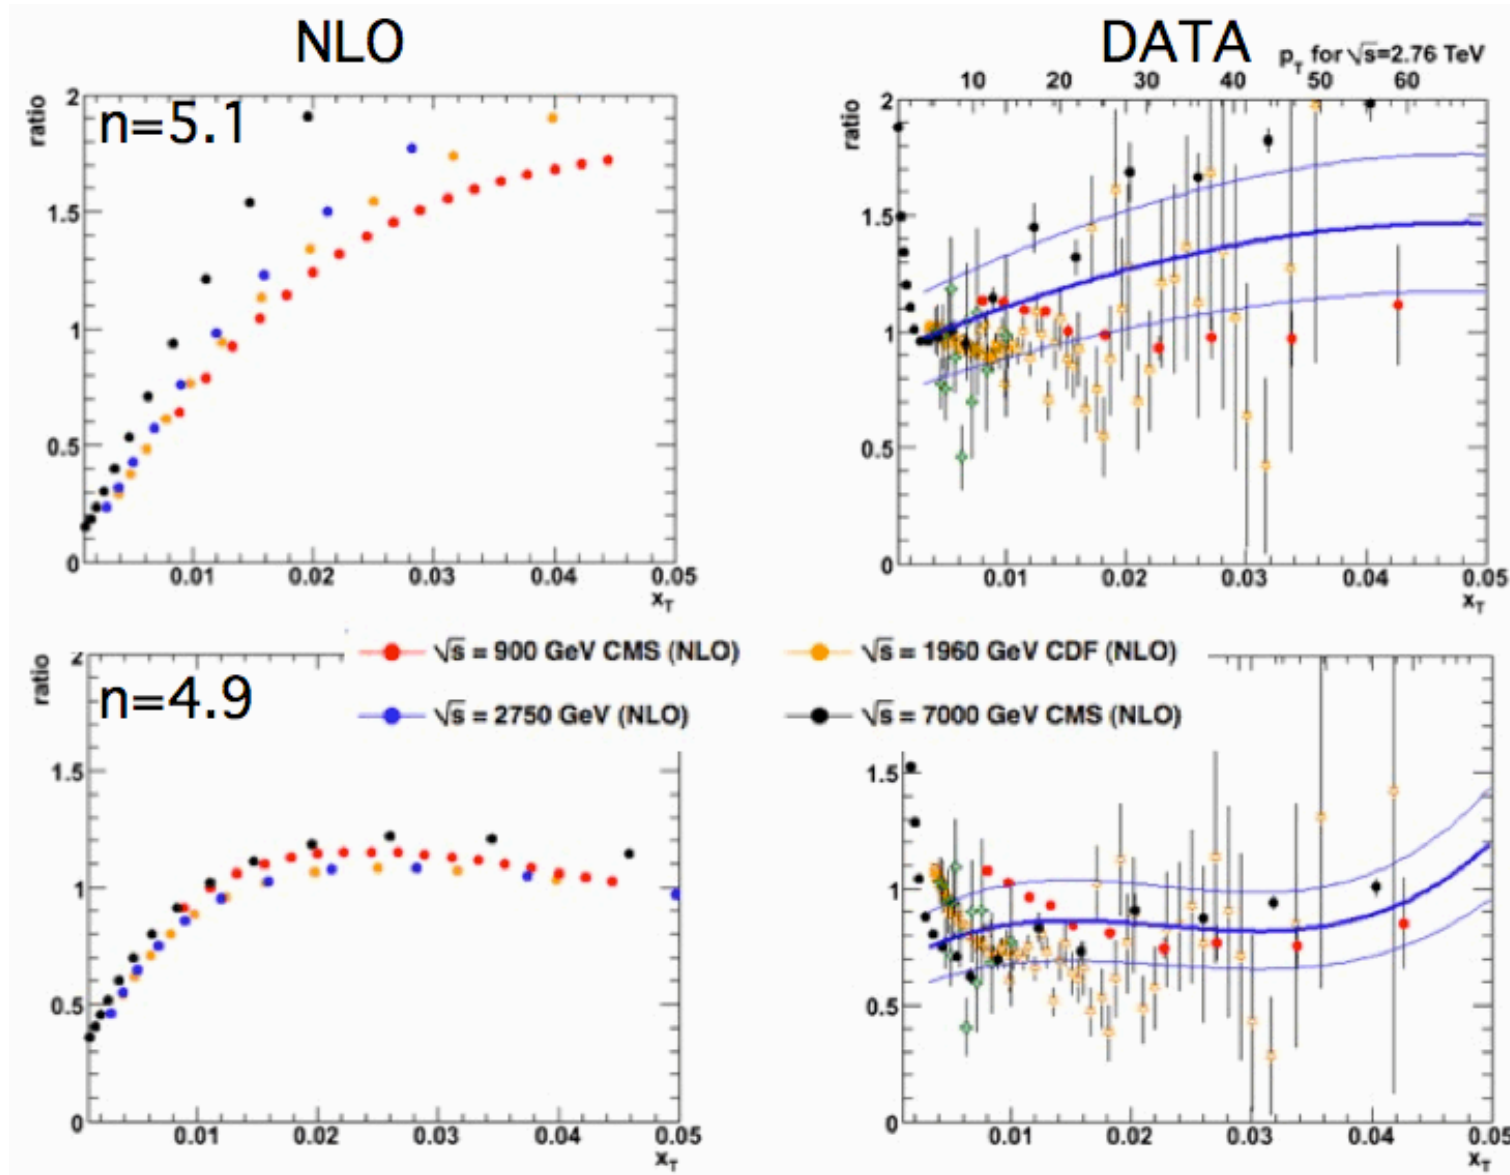 NLO
DATA
p_T for √s=2.76 TeV
10 20 30 40 50 60
n=5.1
ratio
2
1.5
1
0.5
0
0.01 0.02 0.03 0.04 0.05
x_T
ratio
2
1.5
1
0.5
0
0.01 0.02 0.03 0.04 0.05
x_T
√s = 900 GeV CMS (NLO)
√s = 1960 GeV CDF (NLO)
√s = 2750 GeV (NLO)
√s = 7000 GeV CMS (NLO)
n=4.9
ratio
2
1.5
1
0.5
0
0.01 0.02 0.03 0.04 0.05
x_T
1.5
1
0.5
0
0.01 0.02 0.03 0.04 0.05
x_T